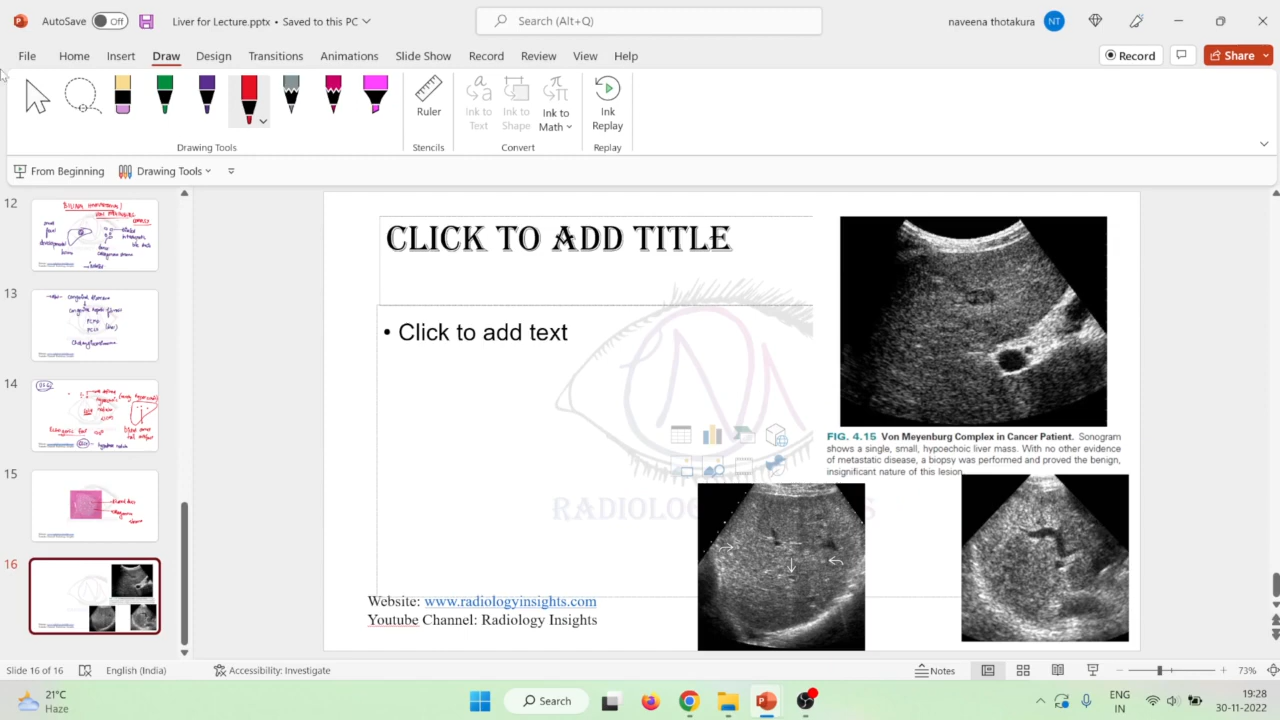 AutoSave
Off
Liver for Lecture.pptx • Saved to this PC
Search (Alt+Q)
naveena thotakura
NT
File
Home
Insert
Draw
Design
Transitions
Animations
Slide Show
Record
Review
View
Help
Record
Share
Ruler
Ink to Text
Ink to Shape
Ink to Math
Ink Replay
Drawing Tools
Stencils
Convert
Replay
From Beginning
Drawing Tools
12
13
14
15
16
CLICK TO ADD TITLE
• Click to add text
FIG. 4.15 Von Meyenburg Complex in Cancer Patient. Sonogram
shows a single, small, hypoechoic liver mass. With no other evidence
of metastatic disease, a biopsy was performed and proved the benign,
insignificant nature of this lesion.
Website: www.radiologyinsights.com
Youtube Channel: Radiology Insights
Slide 16 of 16
English (India)
Accessibility: Investigate
Notes
73%
21°C
Haze
Search
ENG
IN
19:28
30-11-2022